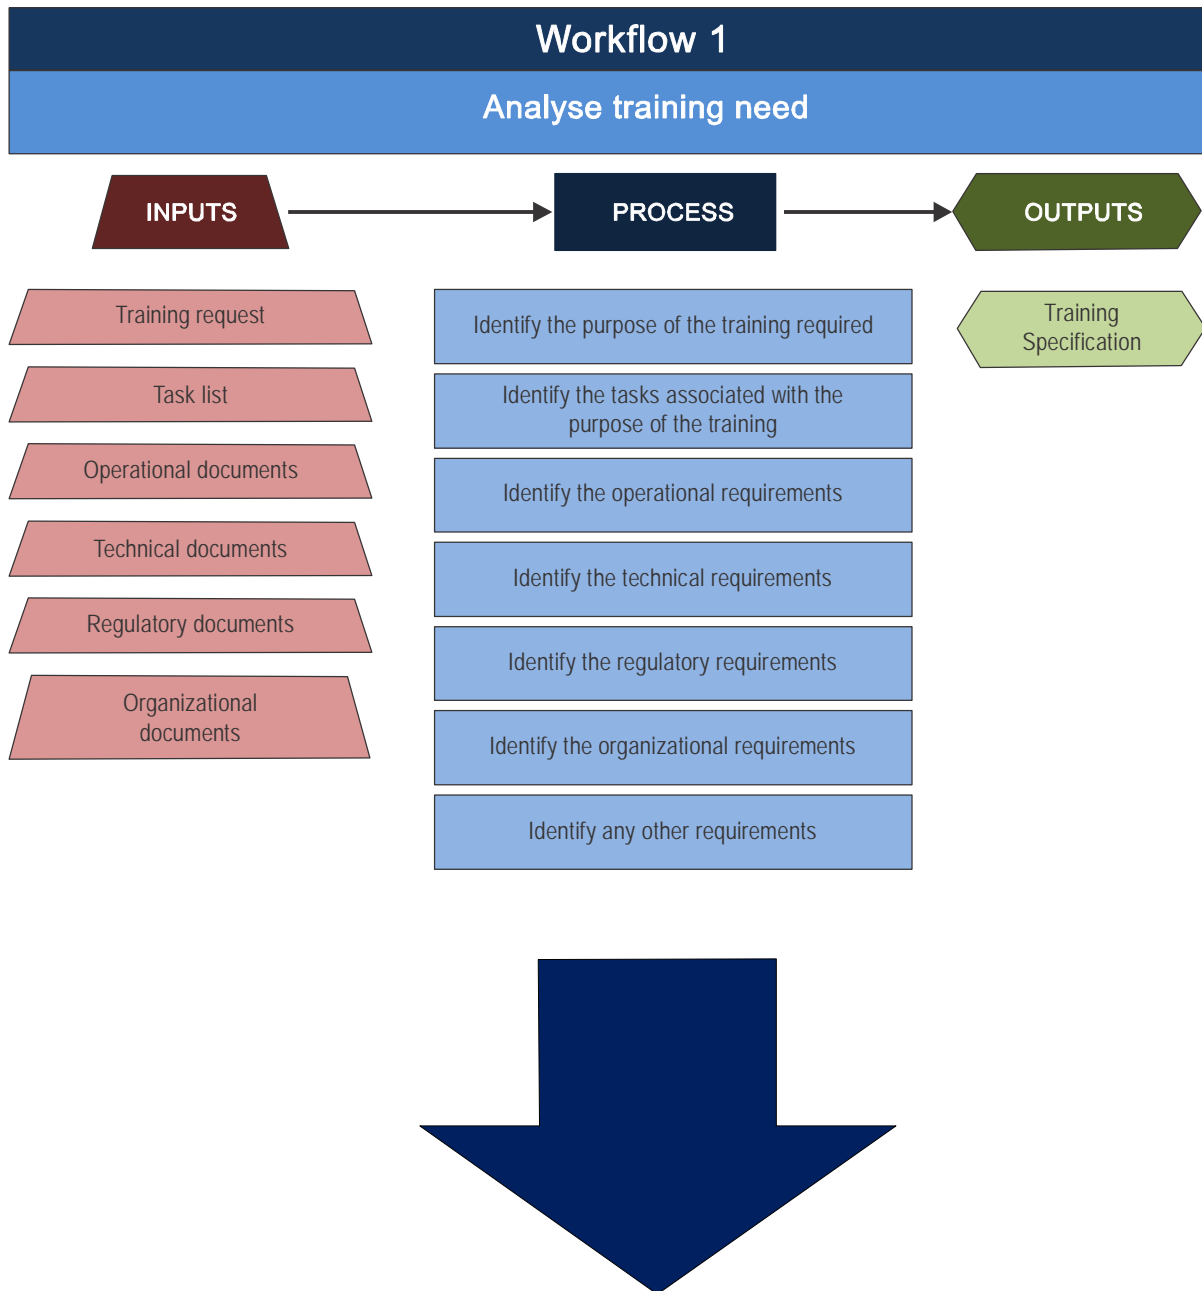 Workflow 1
Analyse training need
INPUTS
PROCESS
OUTPUTS
Training request
Task list
Operational documents
Technical documents
Regulatory documents
Organizational
documents
Identify the purpose of the training required
Identify the tasks associated with the
purpose of the training
Identify the operational requirements
Identify the technical requirements
Identify the regulatory requirements
Identify the organizational requirements
Identify any other requirements
Training
Specification